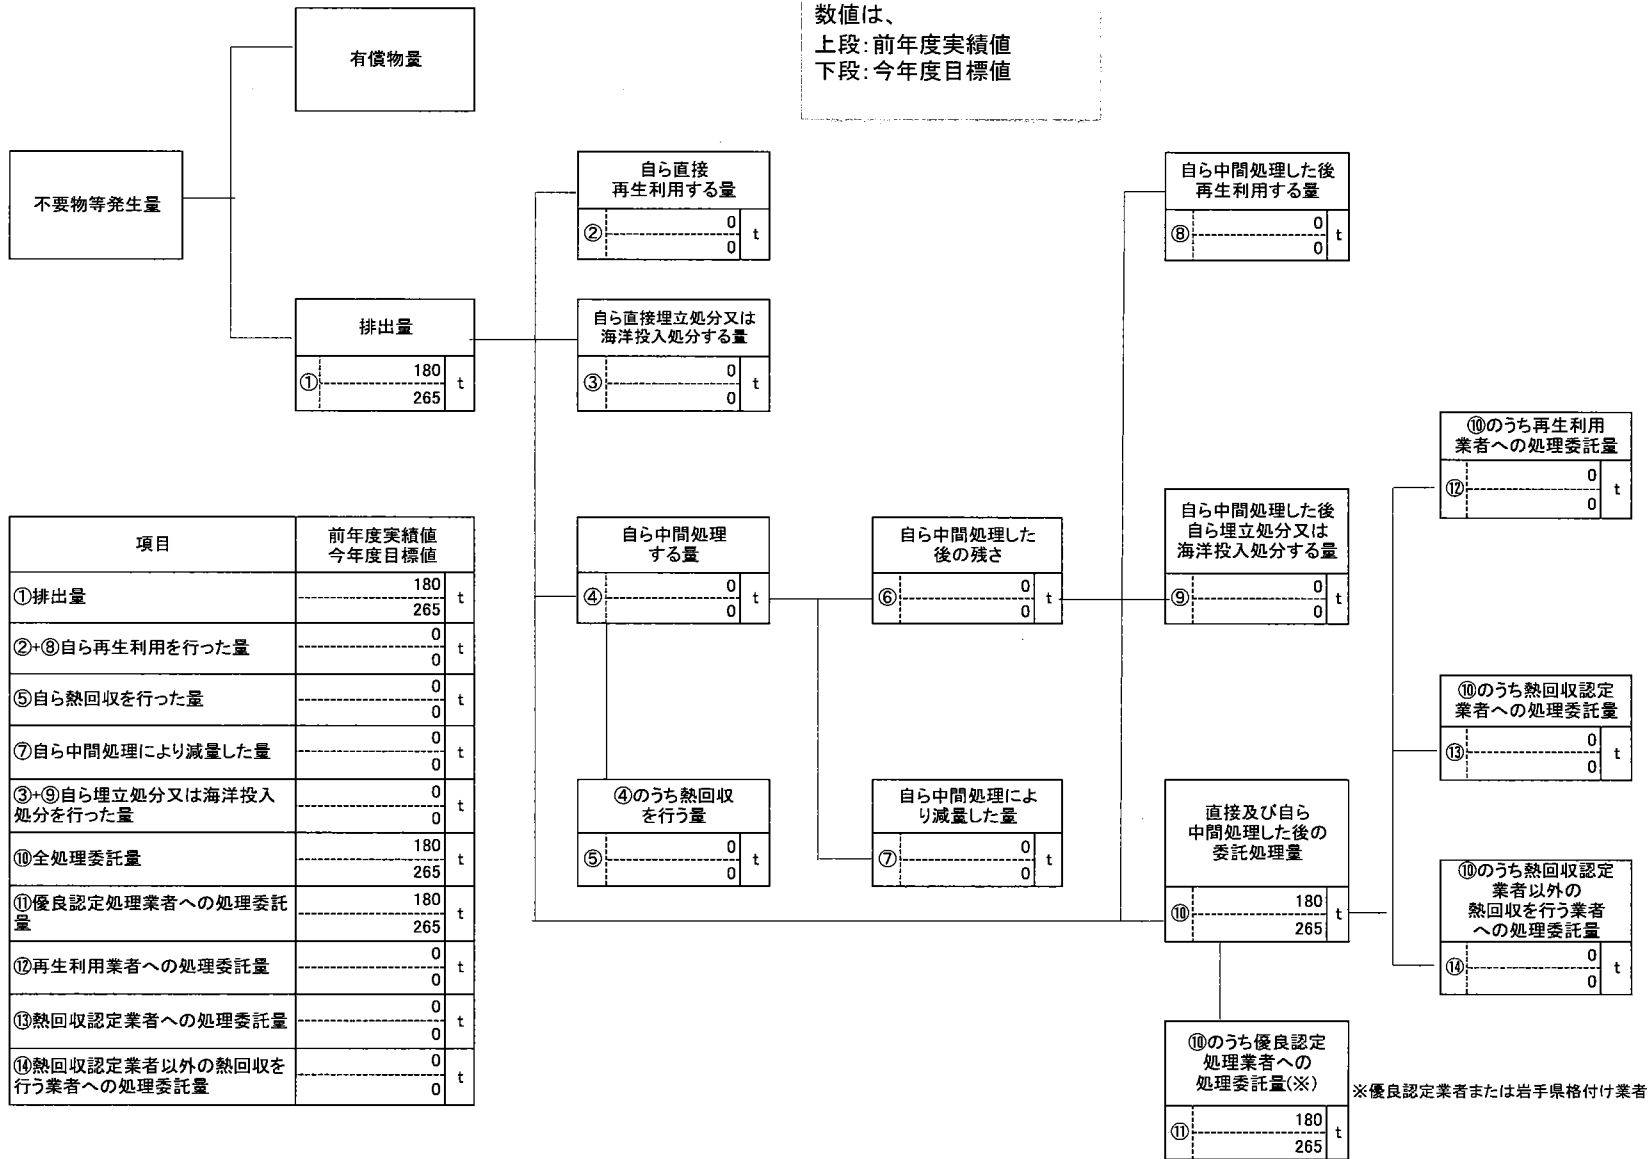 数値は、
上段:前年度実績値
下段:今年度目標値
有償物量
不要物等発生量
排出量
① 180 t
265
自ら直接
再生利用する量
② 0 t
0
自ら直接埋立処分又は
海洋投入処分する量
③ 0 t
0
自ら中間処理した後
再生利用する量
⑧ 0 t
0
自ら中間処理
する量
④ 0 t
0
自ら中間処理した
後の残さ
⑥ 0 t
0
自ら中間処理した後
自ら埋立処分又は
海洋投入処分する量
⑨ 0 t
0
④のうち熱回収
を行う量
⑤ 0 t
0
自ら中間処理によ
り減量した量
⑦ 0 t
0
直接及び自ら
中間処理した後の
委託処理量
⑩ 180 t
265
⑩のうち再生利用
業者への処理委託量
⑫ 0 t
0
⑩のうち熱回収認定
業者への処理委託量
⑬ 0 t
0
⑩のうち熱回収認定
業者以外の
熱回収を行う業者
への処理委託量
⑭ 0 t
0
⑩のうち優良認定
処理業者への
処理委託量(※)
⑪ 180 t
265
※優良認定業者または岩手県格付け業者
項目 前年度実績値
今年度目標値
①排出量 180 t
265
②+⑧自ら再生利用を行った量 0 t
0
⑤自ら熱回収を行った量 0 t
0
⑦自ら中間処理により減量した量 0 t
0
③+⑨自ら埋立処分又は海洋投入
処分を行った量 0 t
0
⑩全処理委託量 180 t
265
⑪優良認定処理業者への処理委託
量 180 t
265
⑫再生利用業者への処理委託量 0 t
0
⑬熱回収認定業者への処理委託量 0 t
0
⑭熱回収認定業者以外の熱回収を
行う業者への処理委託量 0 t
0